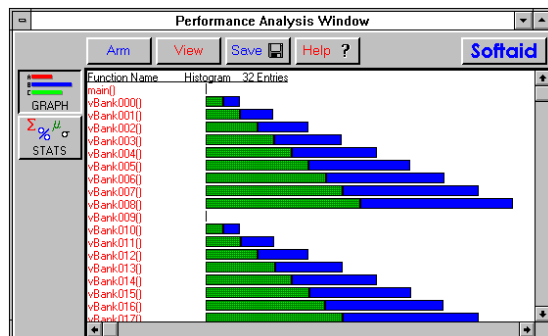 Performance Analysis Window
Arm View Save Help ? Softaid
A
B
C
GRAPH
Σ % μ σ
STATS
Function Name Histogram 32 Entries
main()
vBank000()
vBank001()
vBank002()
vBank003()
vBank004()
vBank005()
vBank006()
vBank007()
vBank008()
vBank009()
vBank010()
vBank011()
vBank012()
vBank013()
vBank014()
vBank015()
vBank016()
vBank017()